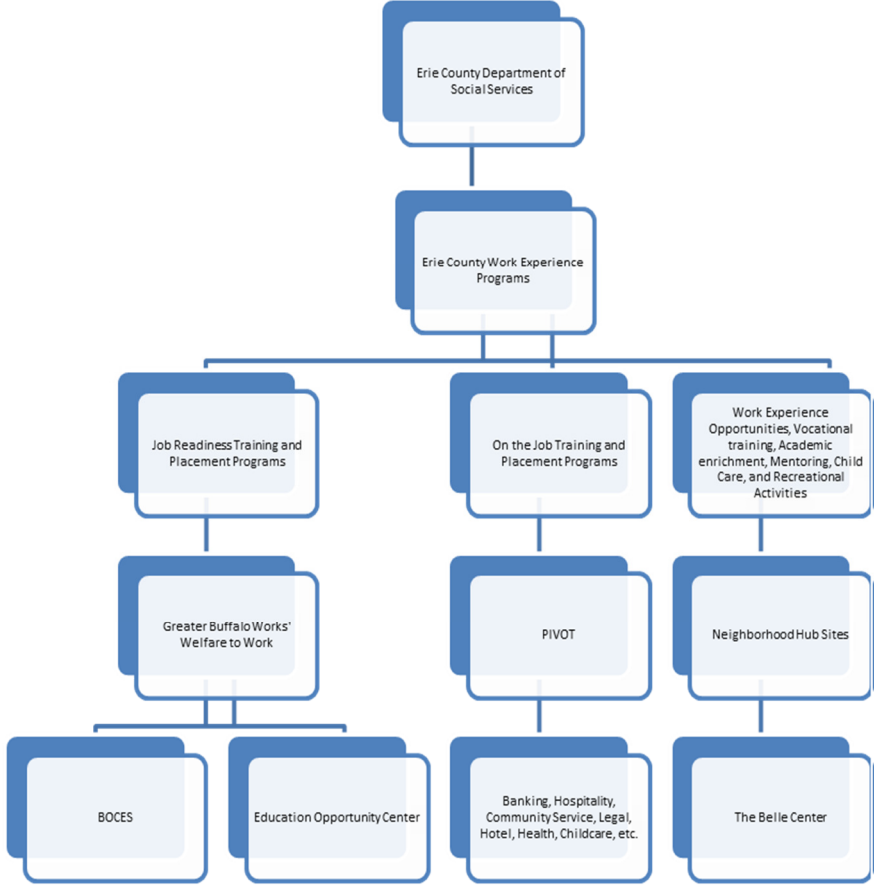 Erie County Department of
Social Services
Erie County Work Experience
Programs
Job Readiness Training and
Placement Programs
On the Job Training and
Placement Programs
Work Experience
Opportunities, Vocational
training, Academic
enrichment, Mentoring, Child
Care, and Recreational
Activities
Greater Buffalo Works'
Welfare to Work
PIVOT
Neighborhood Hub Sites
BOCES
Education Opportunity Center
Banking, Hospitality,
Community Service, Legal,
Hotel, Health, Childcare, etc.
The Belle Center